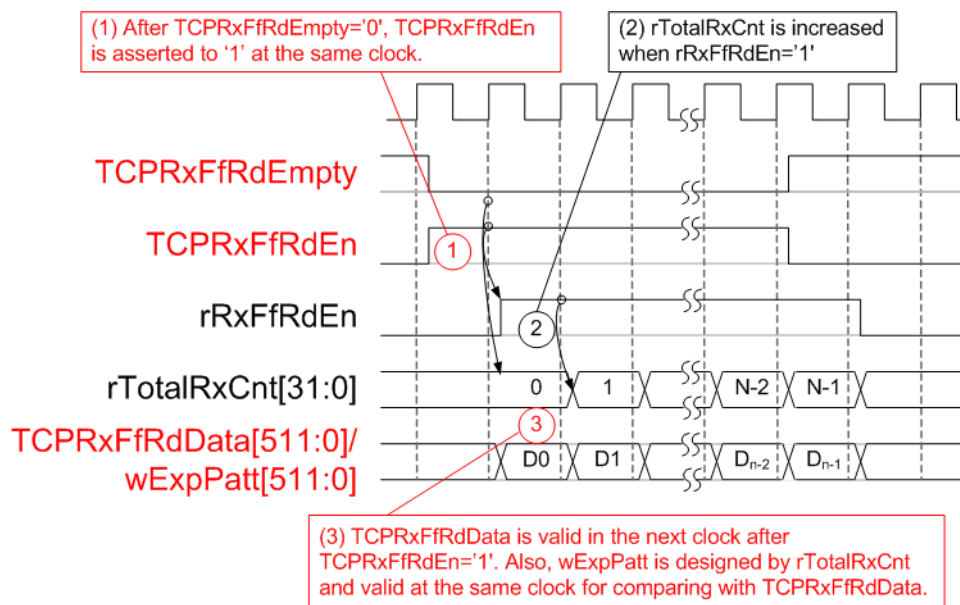 (1) After TCPRxFfRdEmpty='0', TCPRxFfRdEn
is asserted to ‘1’ at the same clock.
(2) rTotalRxCnt is increased
when rRxFfRdEn='1'
TCPRxFfRdEmpty
TCPRxFfRdEn
1
rRxFfRdEn
2
rTotalRxCnt[31:0]
0 1 N-2 N-1
3
TCPRxFfRdData[511:0]/
wExpPatt[511:0]
D0 D1 Dn-2 Dn-1
(3) TCPRxFfRdData is valid in the next clock after
TCPRxFfRdEn='1'. Also, wExpPatt is designed by rTotalRxCnt
and valid at the same clock for comparing with TCPRxFfRdData.